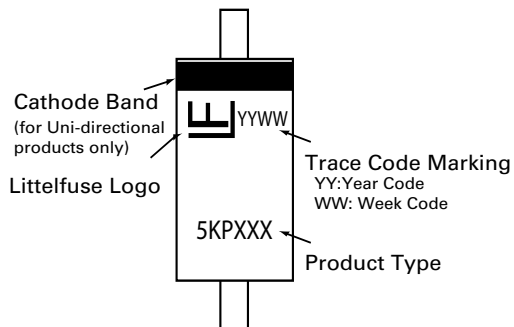 Cathode Band
(for Uni-directional
products only)
Littelfuse Logo
YYWW
Trace Code Marking
YY:Year Code
WW: Week Code
5KPXXX
Product Type